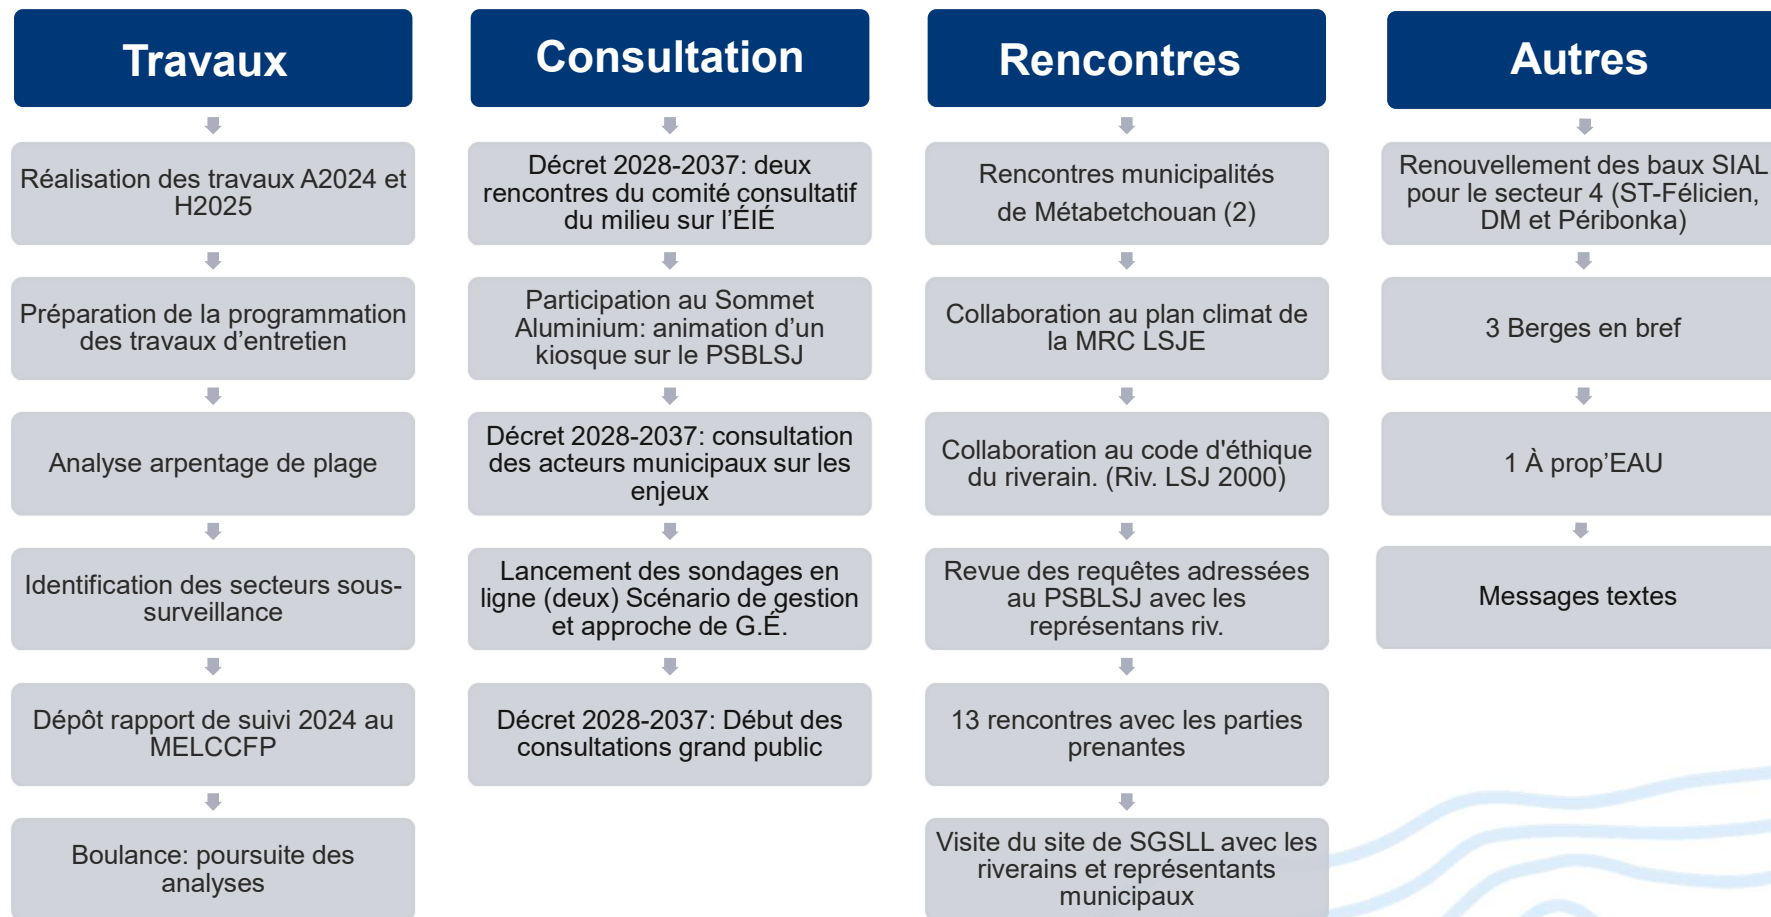 Travaux
Réalisation des travaux A2024 et
H2025
Préparation de la programmation
des travaux d'entretien
Analyse arpentage de plage
Identification des secteurs sous-
surveillance
Dépôt rapport de suivi 2024 au
MELCCFP
Boulance: poursuite des
analyses
Consultation
Décret 2028-2037: deux
rencontres du comité consultatif
du milieu sur l'ÉIÉ
Participation au Sommet
Aluminium: animation d'un
kiosque sur le PSBLSJ
Décret 2028-2037: consultation
des acteurs municipaux sur les
enjeux
Lancement des sondages en
ligne (deux) Scénario de gestion
et approche de G.É.
Décret 2028-2037: Début des
consultations grand public
Rencontres
Rencontres municipalités
de Métabetchouan (2)
Collaboration au plan climat de
la MRC LSJE
Collaboration au code d'éthique
du riverain. (Riv. LSJ 2000)
Revue des requêtes adressées
au PSBLSJ avec les
représentans riv.
13 rencontres avec les parties
prenantes
Visite du site de SGSLL avec les
riverains et représentants
municipaux
Autres
Renouvellement des baux SIAL
pour le secteur 4 (ST-Félicien,
DM et Péribonka)
3 Berges en bref
1 À prop'EAU
Messages textes